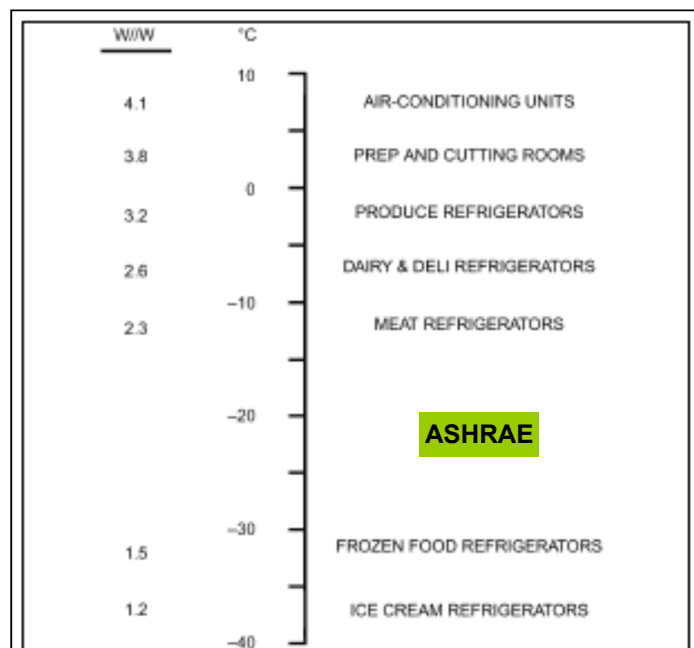 W//W °C
10
4.1 AIR-CONDITIONING UNITS
3.8 PREP AND CUTTING ROOMS
0
3.2 PRODUCE REFRIGERATORS
2.6 DAIRY & DELI REFRIGERATORS
–10
2.3 MEAT REFRIGERATORS
–20
ASHRAE
–30
1.5 FROZEN FOOD REFRIGERATORS
1.2 ICE CREAM REFRIGERATORS
–40